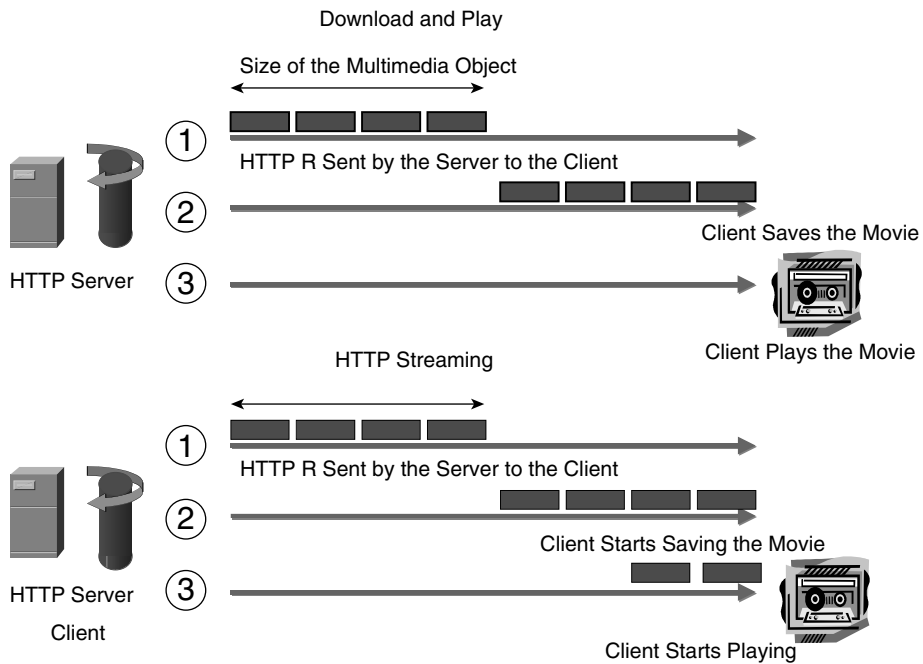 Download and Play
Size of the Multimedia Object
1
HTTP R Sent by the Server to the Client
2
Client Saves the Movie
HTTP Server
3
Client Plays the Movie
HTTP Streaming
1
HTTP R Sent by the Server to the Client
2
Client Starts Saving the Movie
HTTP Server
3
Client
Client Starts Playing